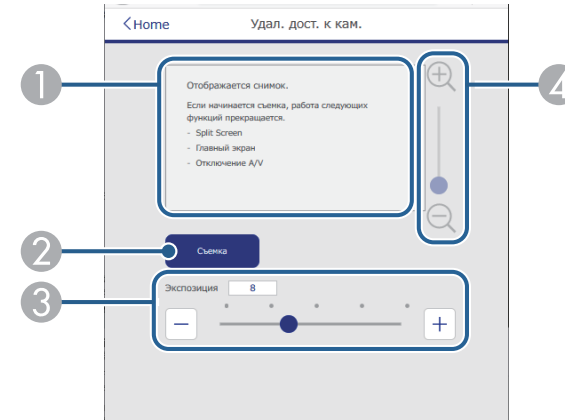 <Home
Удал. дост. к кам.
1
Отображается снимок.
Если начинается съемка, работа следующих
функций прекращается.
- Split Screen
- Главный экран
- Отключение A/V
4
2
Съемка
3
Экспозиция 8
− +